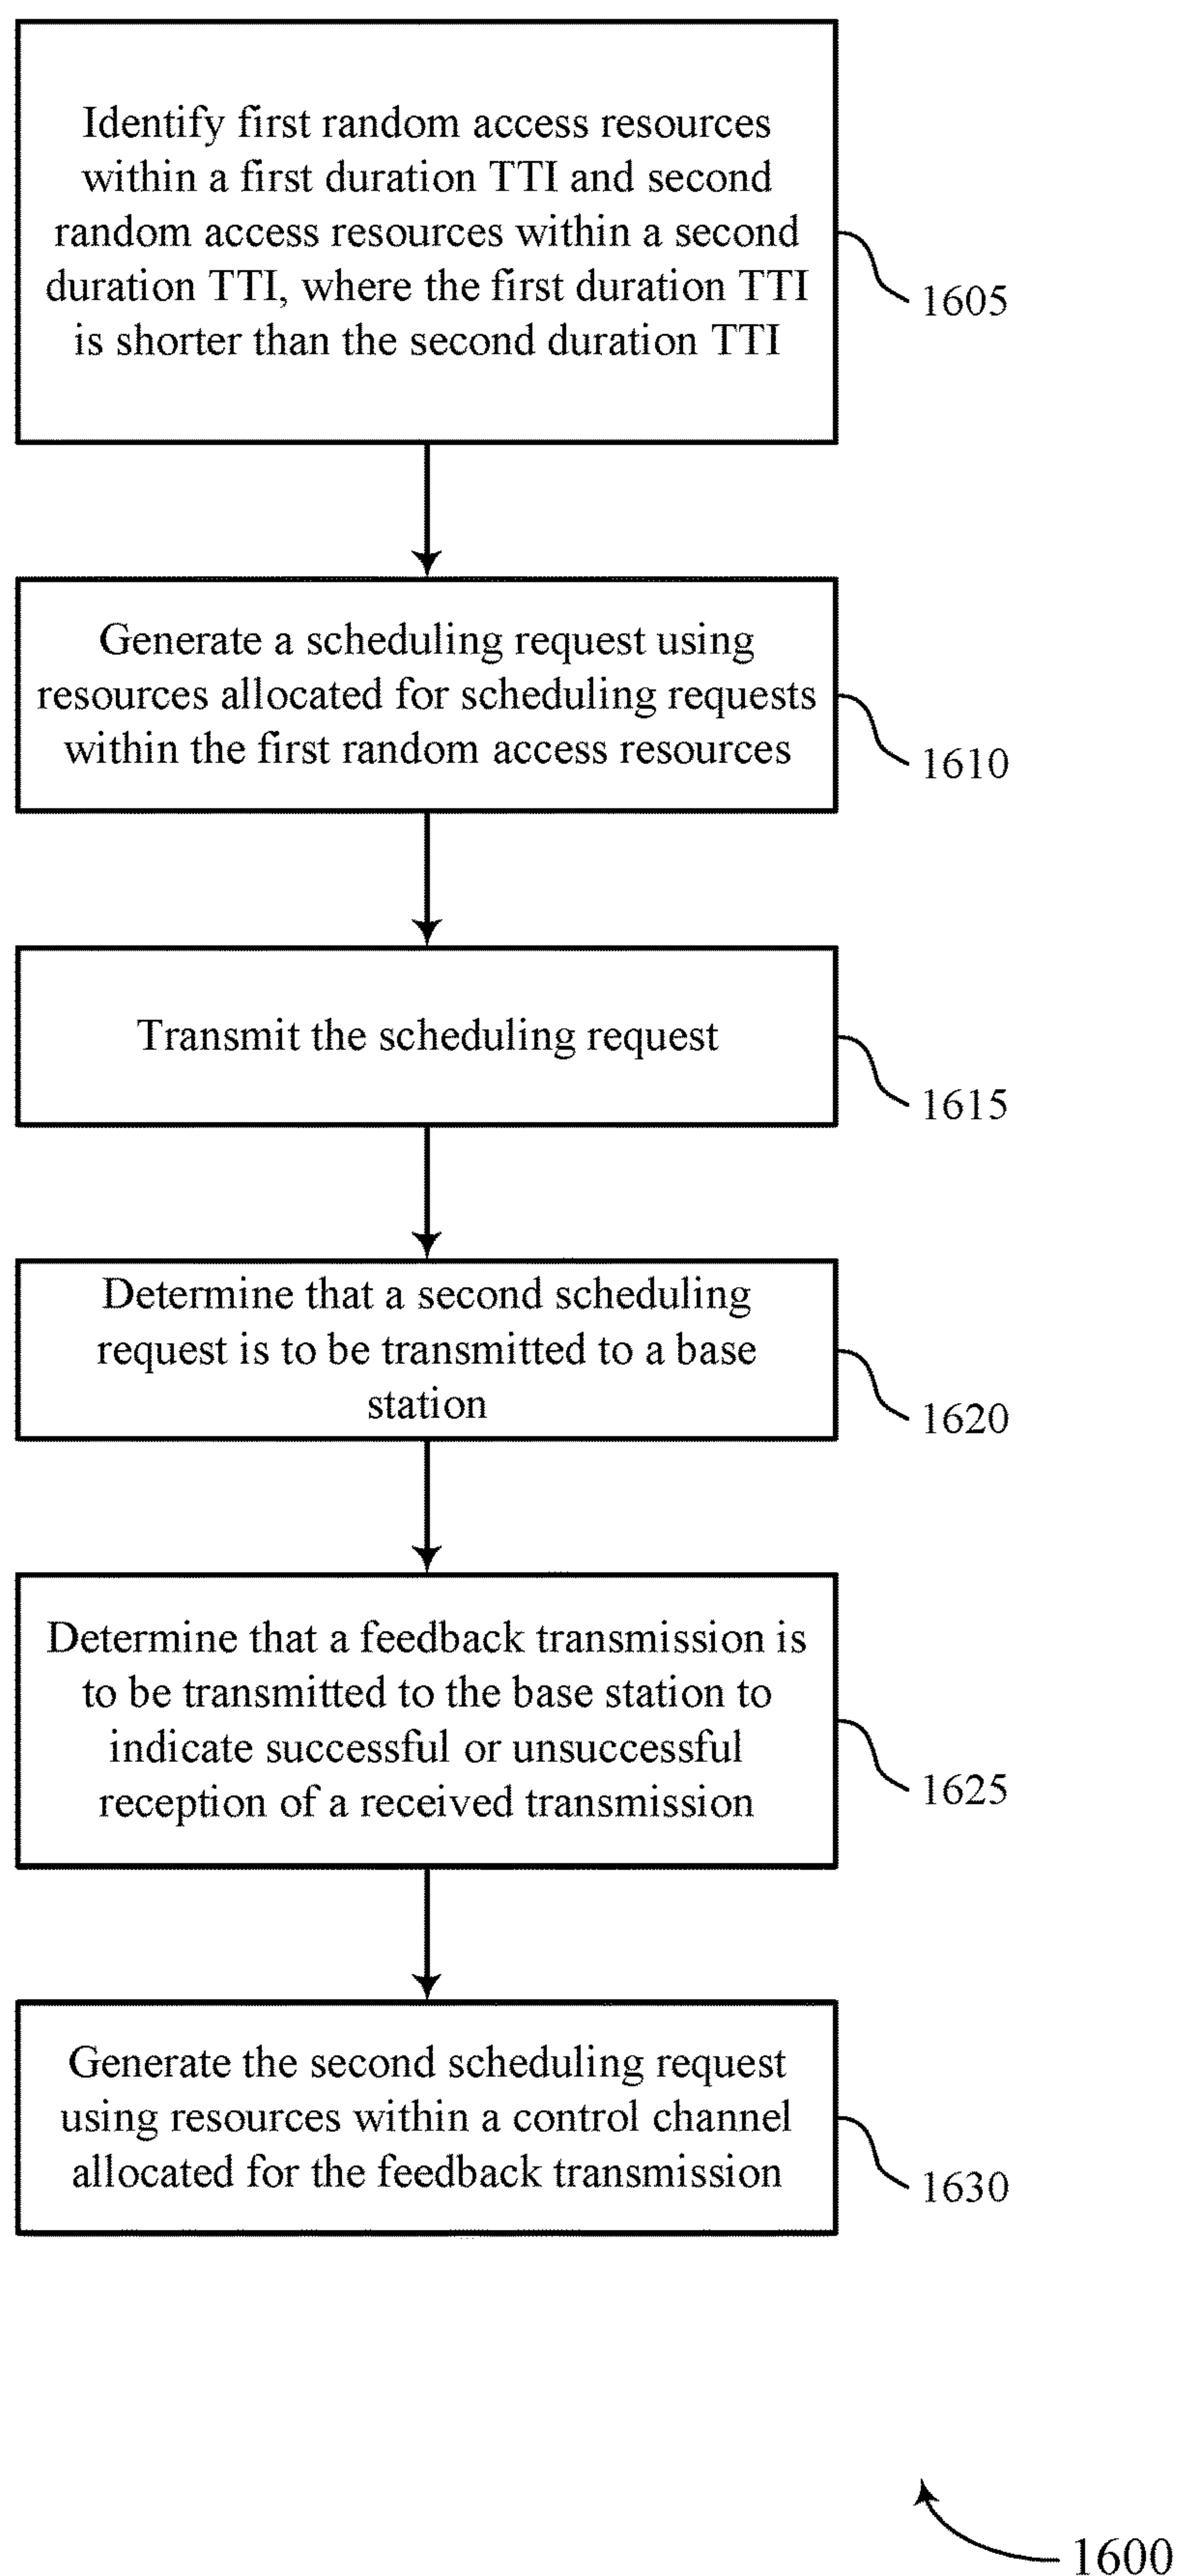 Identify first random access resources
within a first duration TTI and second
random access resources within a second
duration TTI, where the first duration TTI
is shorter than the second duration TTI
1605
Generate a scheduling request using
resources allocated for scheduling requests
within the first random access resources
1610
Transmit the scheduling request
1615
Determine that a second scheduling
request is to be transmitted to a base
station
1620
Determine that a feedback transmission is
to be transmitted to the base station to
indicate successful or unsuccessful
reception of a received transmission
1625
Generate the second scheduling request
using resources within a control channel
allocated for the feedback transmission
1630
1600